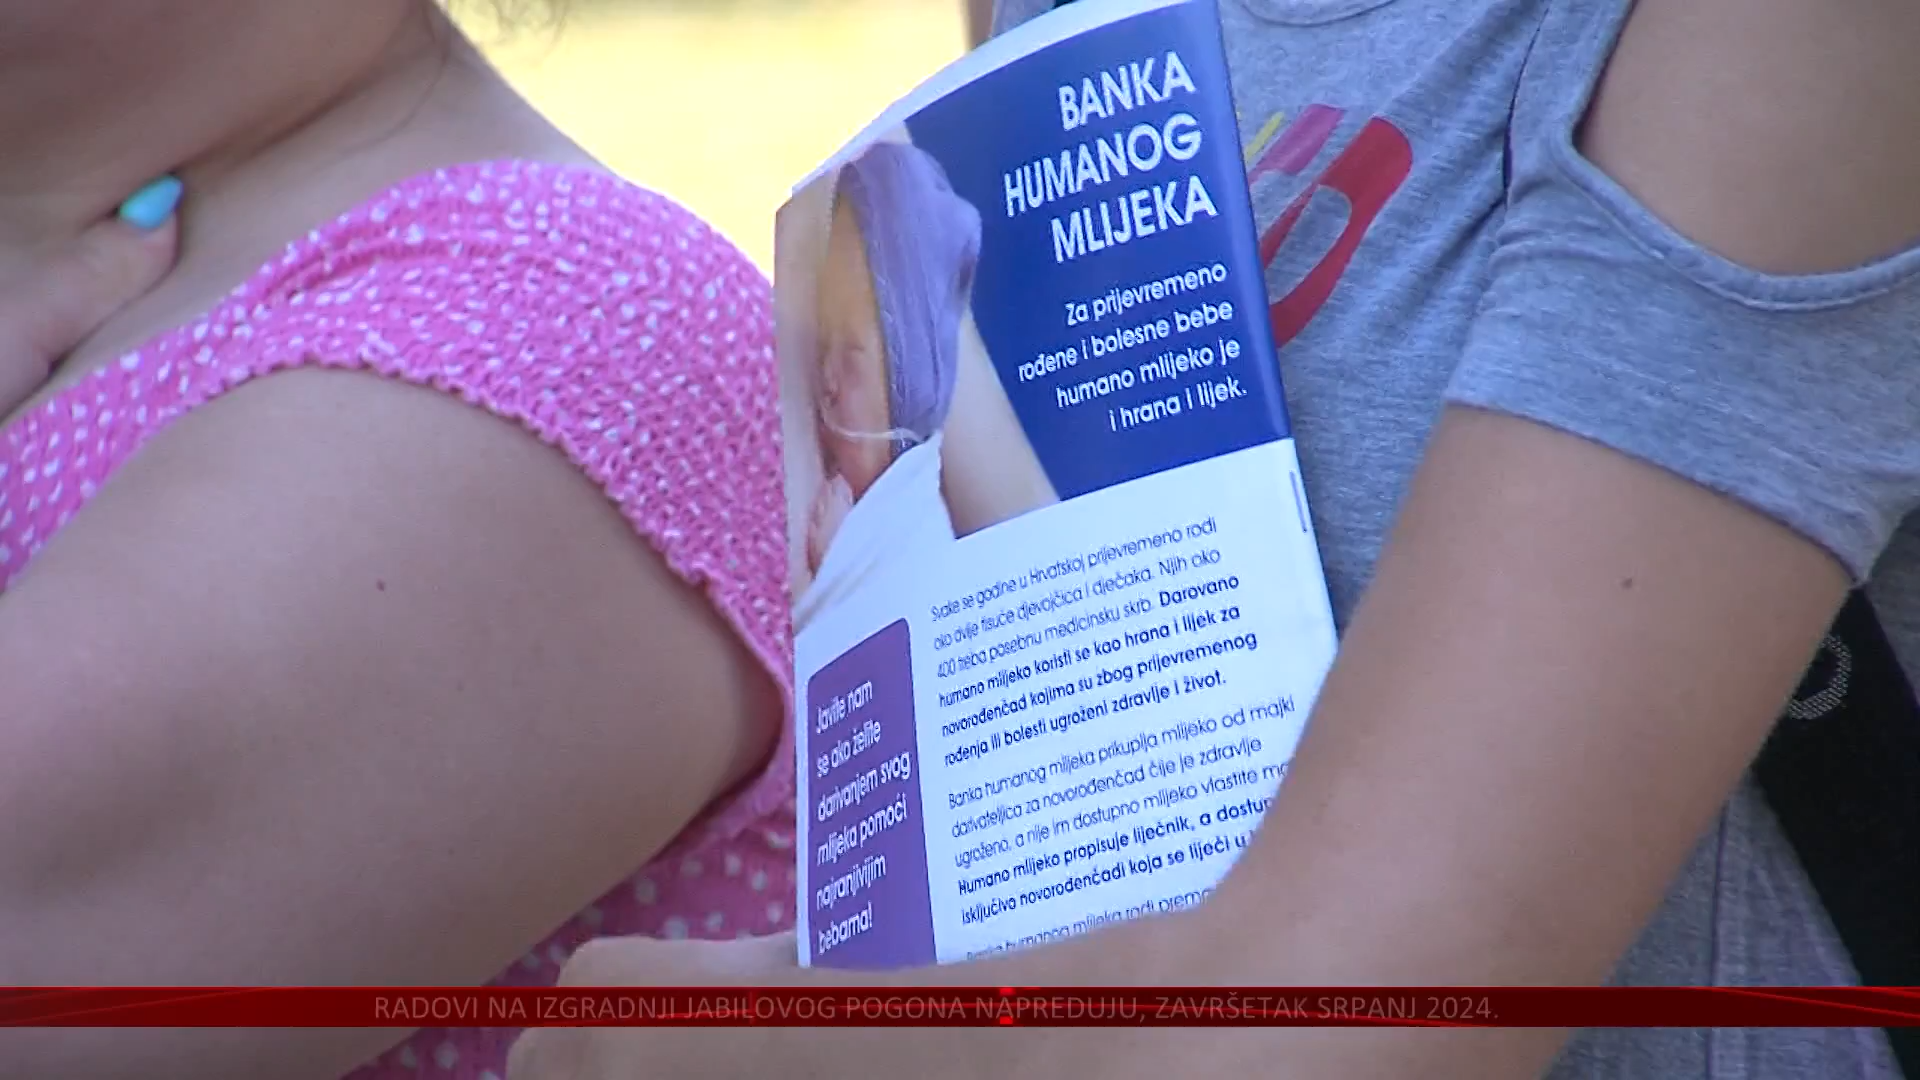 BANKA
HUMANOG
MLIJEKA
Za prijevremeno
rođene i bolesne bebe
humano mlijeko je
i hrana i lijek.
Svake se godine u Hrvatskoj prijevremeno rodi
oko dvije tisuće djevojčica i dječaka. Njih oko
400 treba posebnu medicinsku skrb. Darovano
humano mlijeko koristi se kao hrana i lijek za
novorođenčad kojima su zbog prijevremenog
rođenja ili bolesti ugroženi zdravlje i život.
Banka humanog mlijeka prikuplja mlijeko od majki
darivateljica za novorođenčad čije je zdravlje
ugroženo, a nije im dostupno mlijeko vlastite
Humano mlijeko propisuje liječnik, a
isključivo novorođenčadi koja se liječi u
Banka humanog mlijeka radi
Javite nam
se ako želite
darivanjem svog
mlijeka pomoći
najranjivijim
bebama!
RADOVI NA IZGRADNJI JABILOVOG POGONA NAPREDUJU, ZAVRŠETAK SRPANJ 2024.